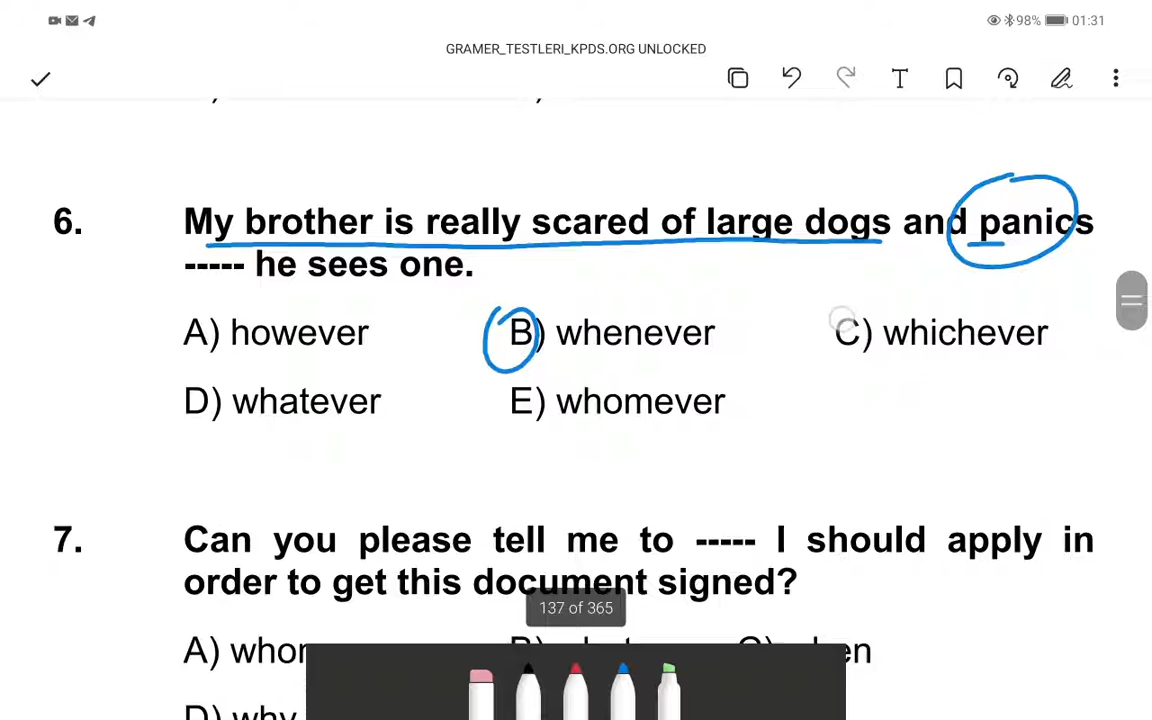 98% 01:31
GRAMER_TESTLERI_KPDS.ORG UNLOCKED
T
6. My brother is really scared of large dogs and panics
----- he sees one.
A) however B) whenever C) whichever
D) whatever E) whomever
7. Can you please tell me to ----- I should apply in
order to get this document signed?
137 of 365
A)
D) why